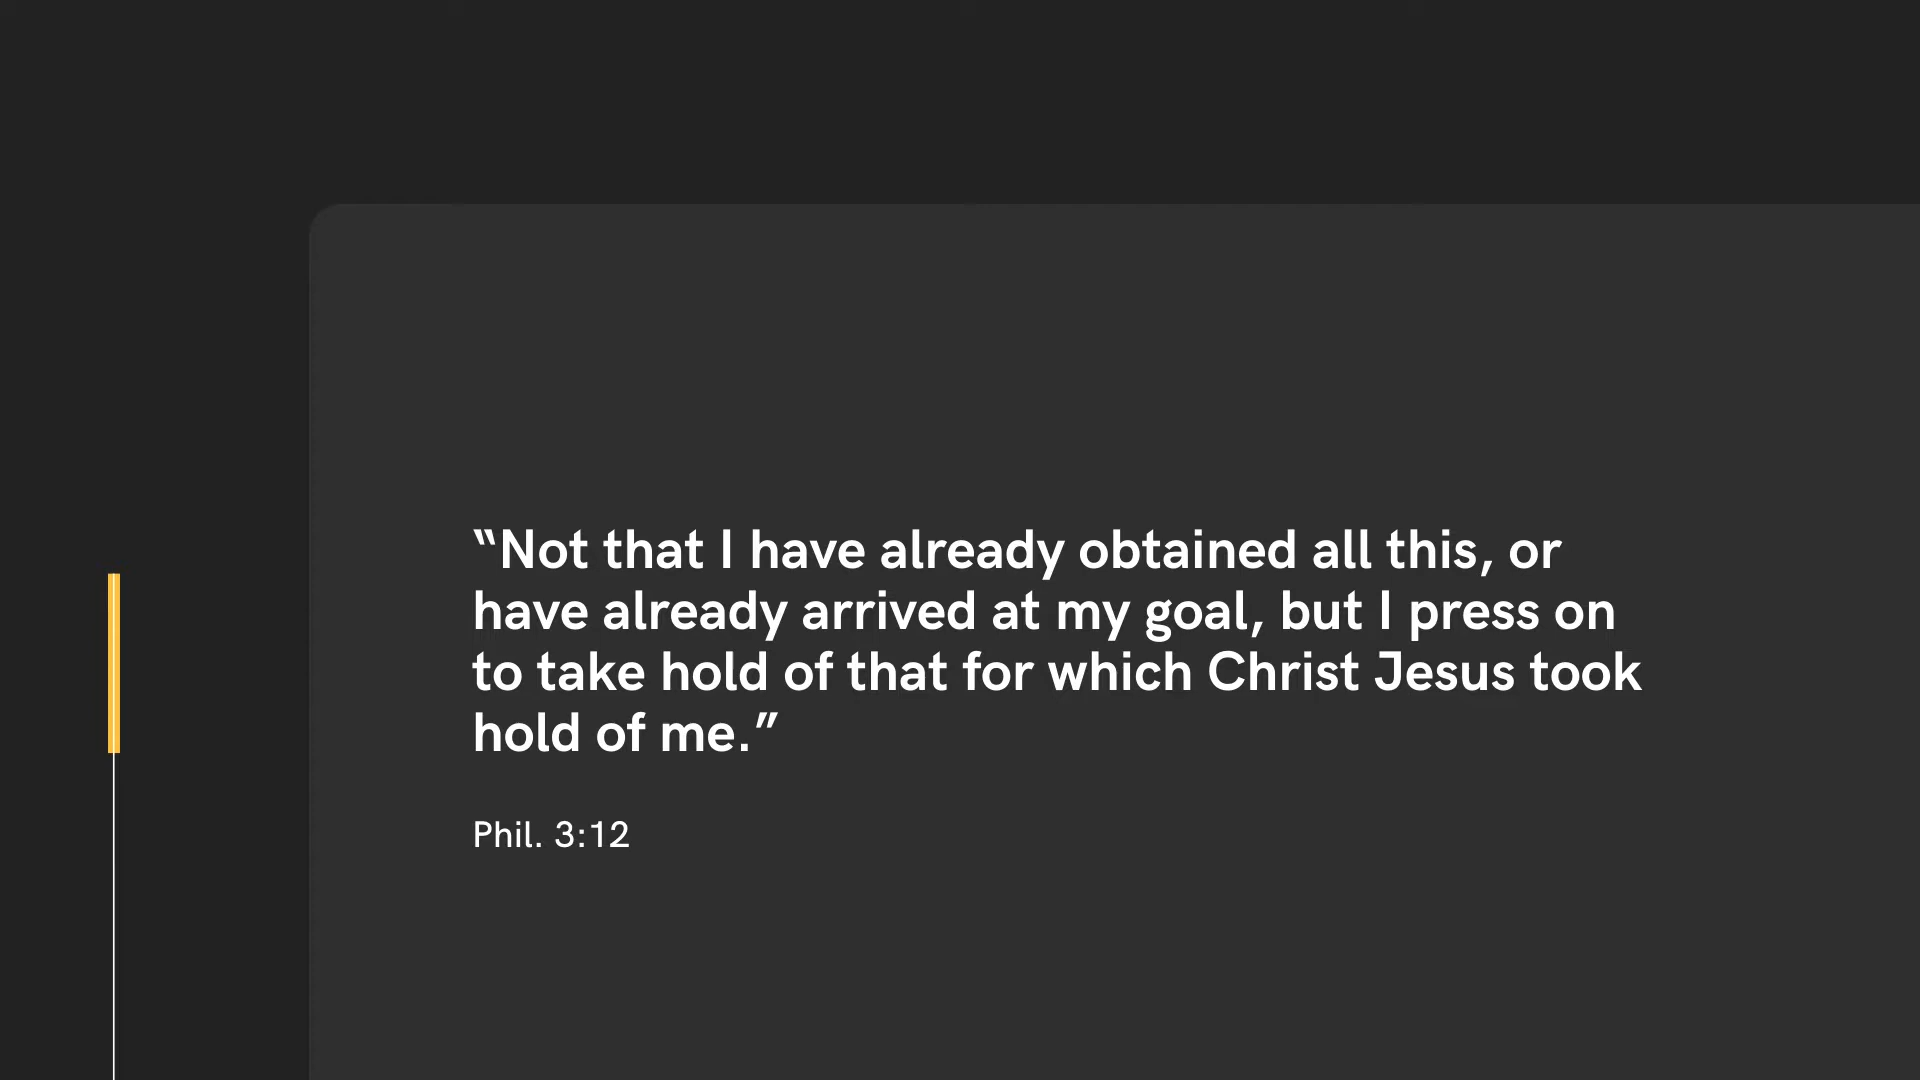 “Not that I have already obtained all this, or
have already arrived at my goal, but I press on
to take hold of that for which Christ Jesus took
hold of me.”
Phil. 3:12